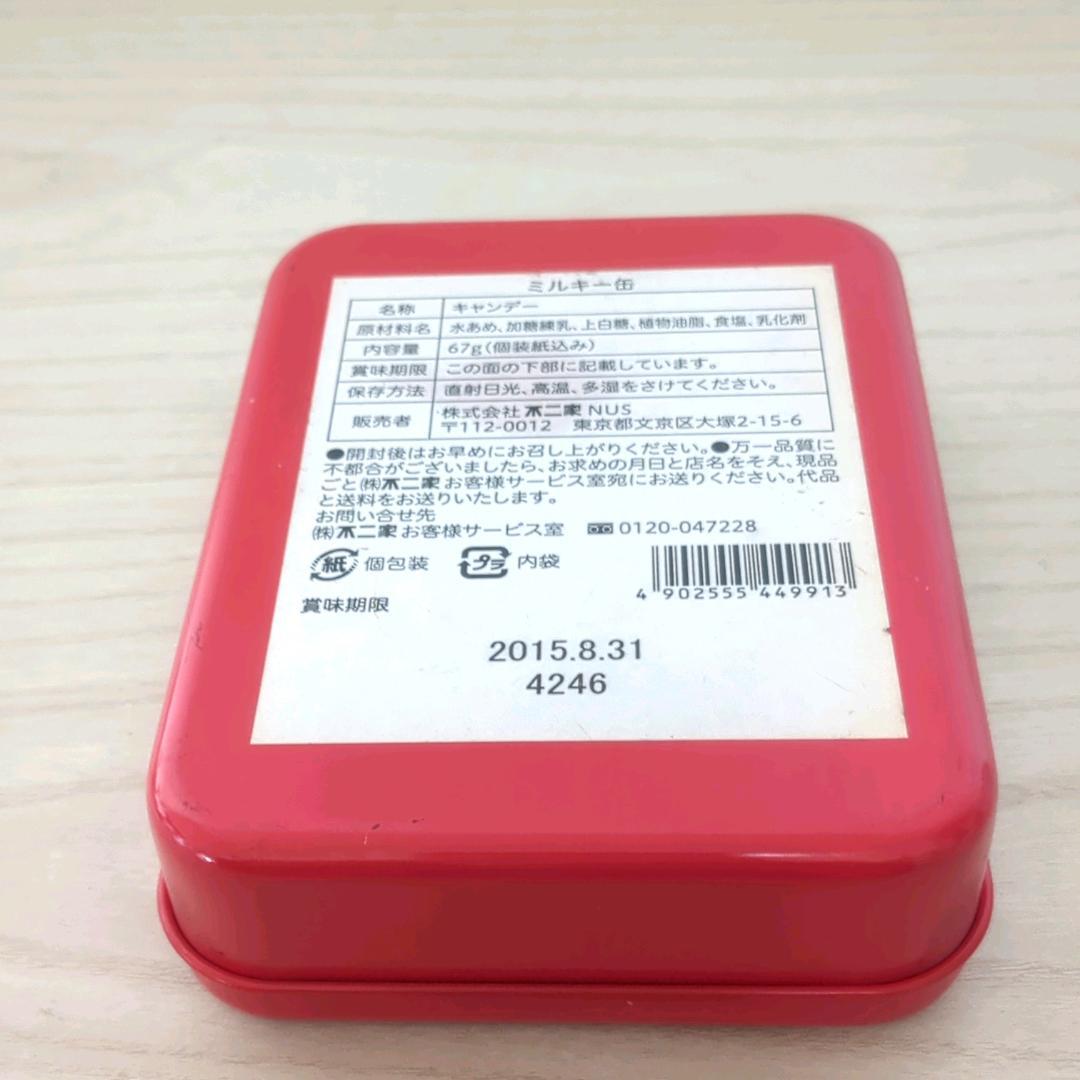 ミルキー缶
名称 キャンデー
原材料名 水あめ、加糖練乳、上白糖、植物油脂、食塩、乳化剤
内容量 67g(個装紙込み)
賞味期限 この面の下部に記載しています。
保存方法 直射日光、高温、多湿をさけてください。
販売者 株式会社 不二家 NUS
〒112-0012 東京都文京区大塚2-15-6
●開封後はお早めにお召し上がりください。●万一品質に
不都合がございましたら、お求めの月日と店名をそえ、現品
ごと㈱不二家お客様サービス室宛にお送りください。代品
と送料をお送りいたします。
お問い合せ先
㈱不二家お客様サービス室 0120-047228
紙 個包装 プラ 内袋
4 902555 449913
賞味期限
2015.8.31
4246